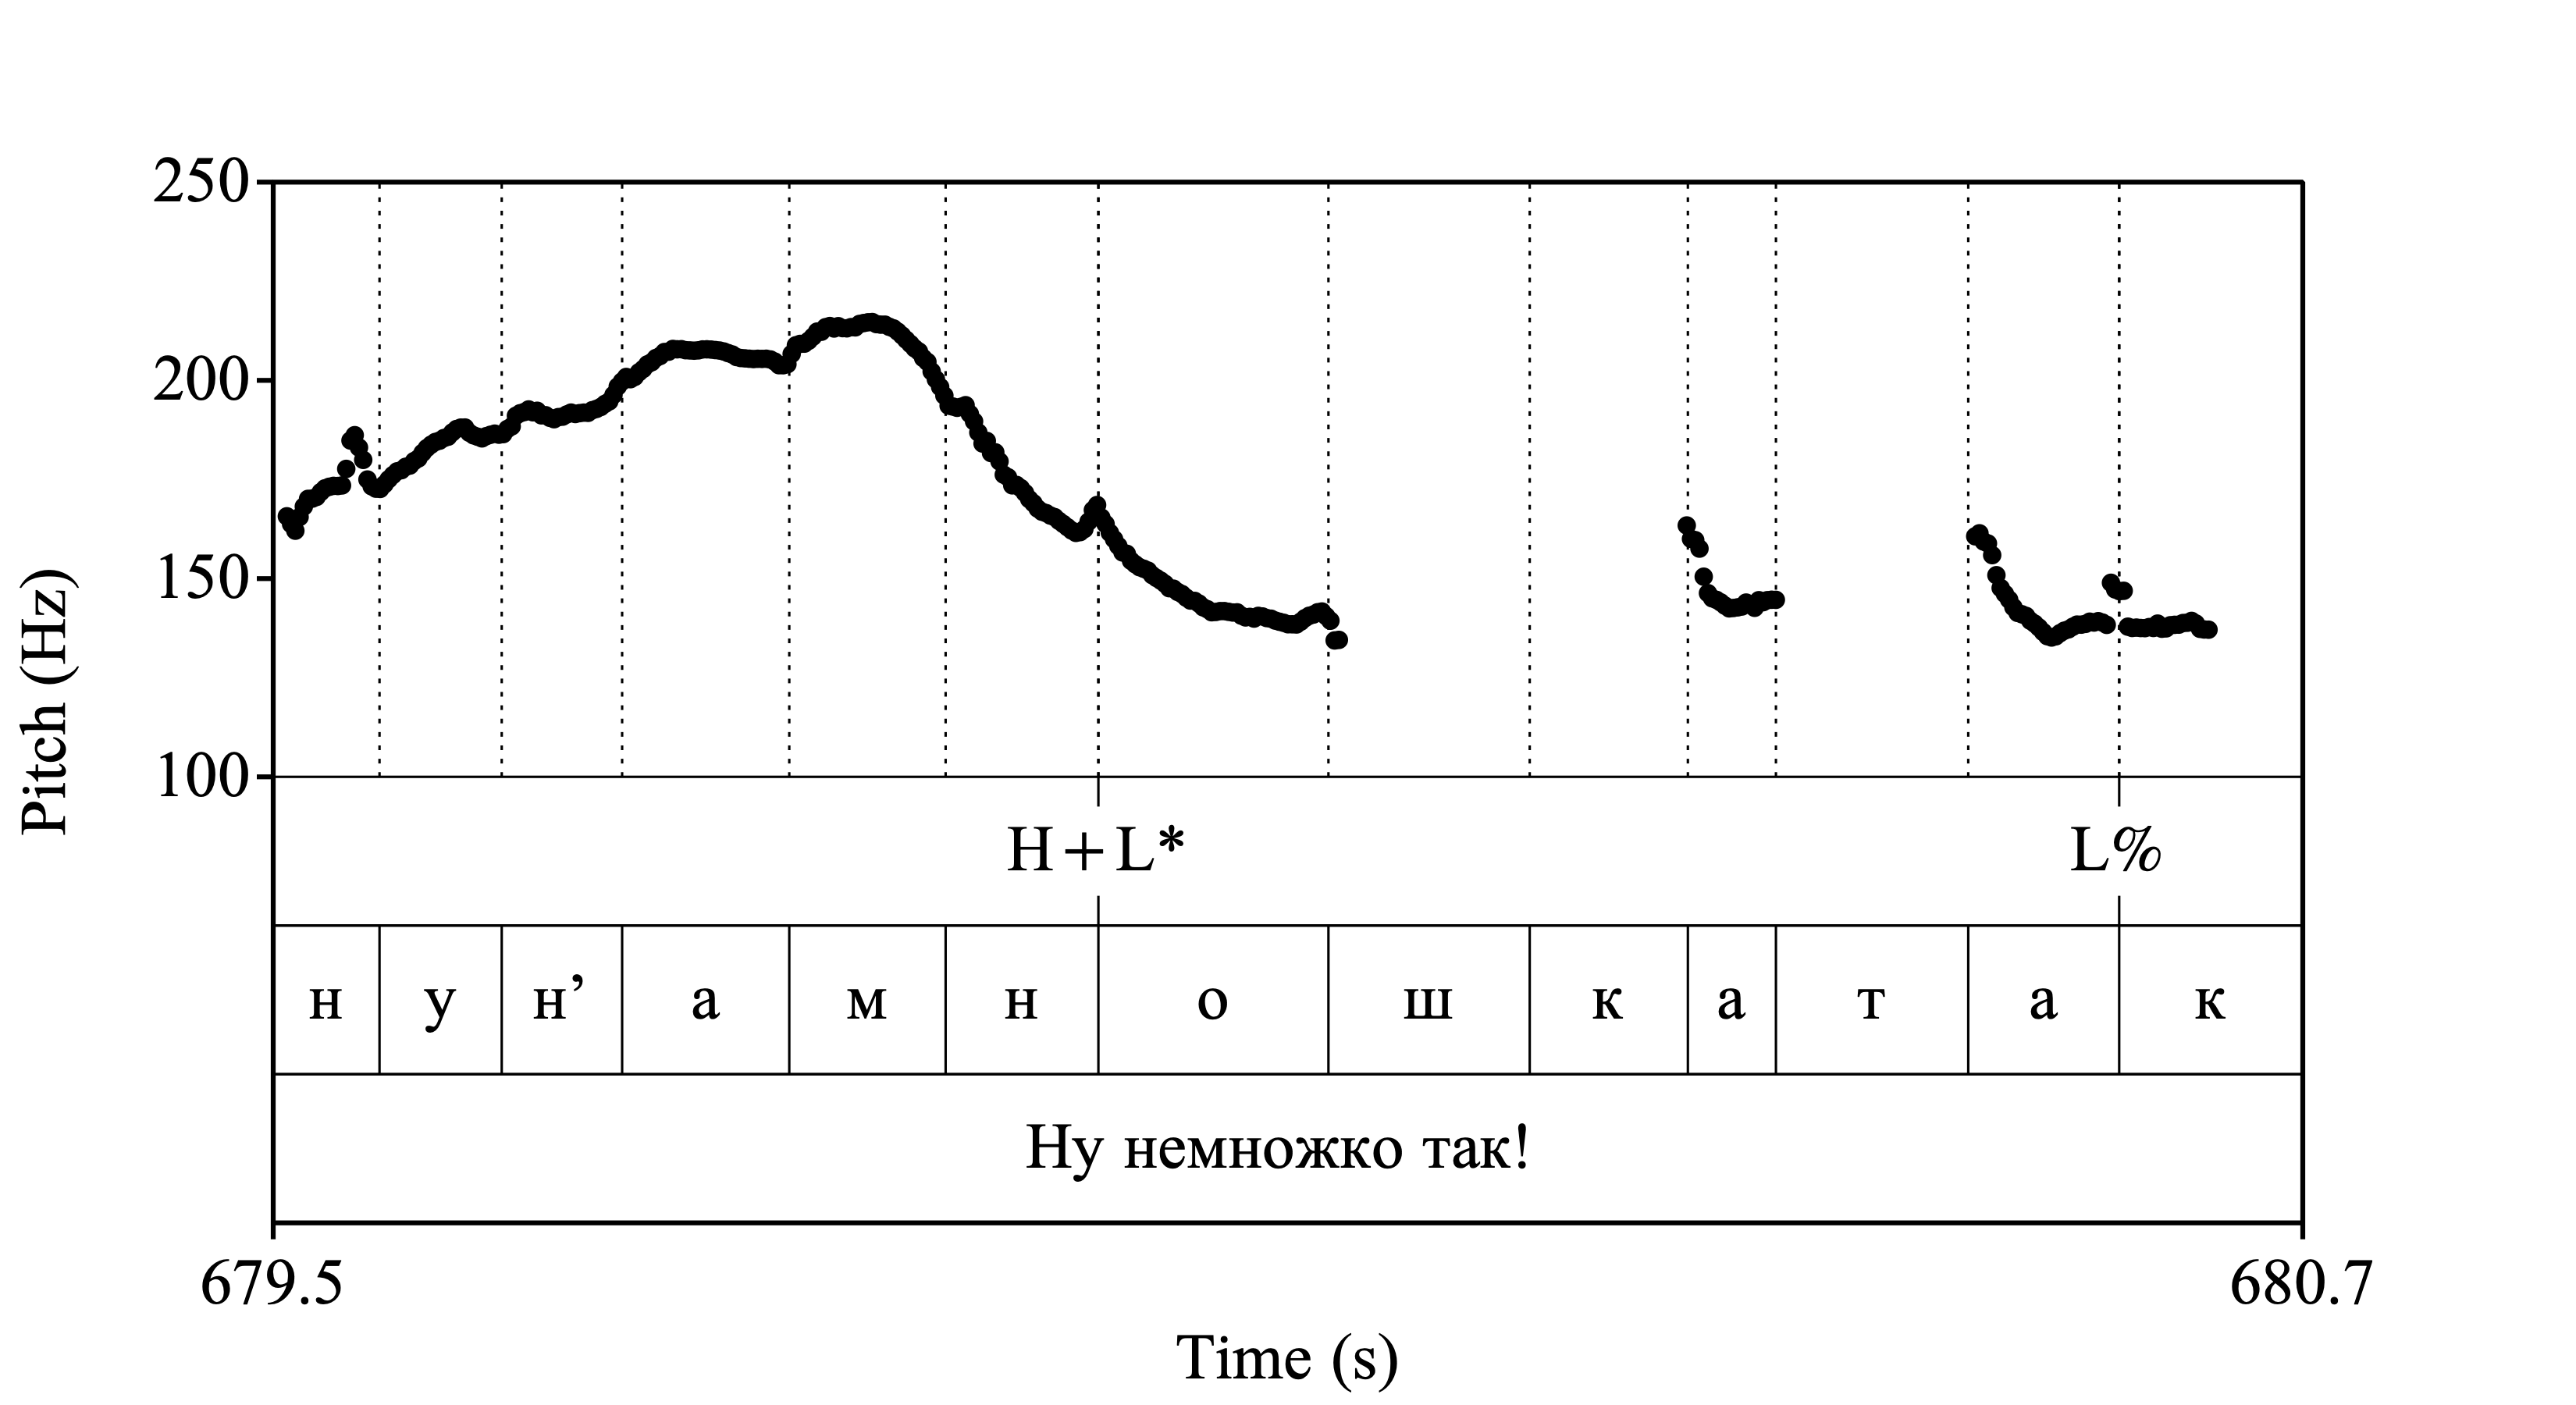 250
200
150
100
Pitch (Hz)
H+L* L%
н у н’ а м н о ш к а т а к
Ну немножко так!
679.5 680.7
Time (s)